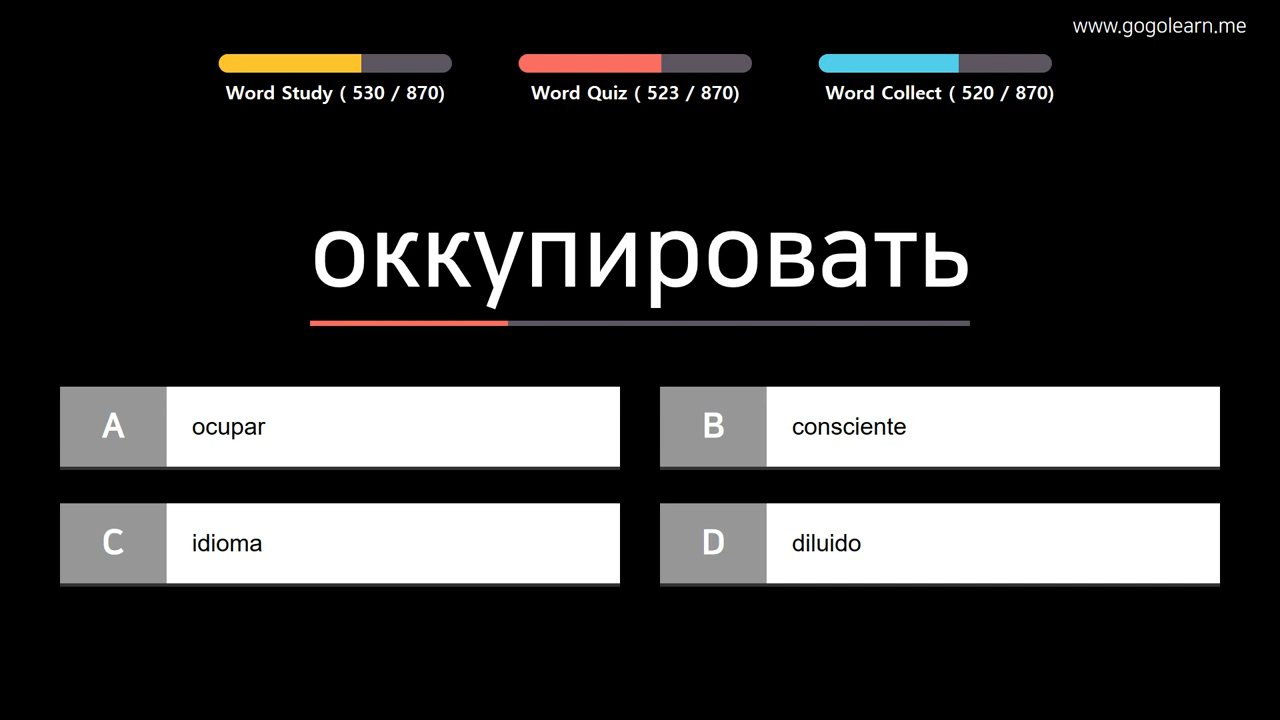 www.gogolearn.me
Word Study ( 530 / 870)
Word Quiz ( 523 / 870)
Word Collect ( 520 / 870)
оккупировать
A ocupar
B consciente
C idioma
D diluido